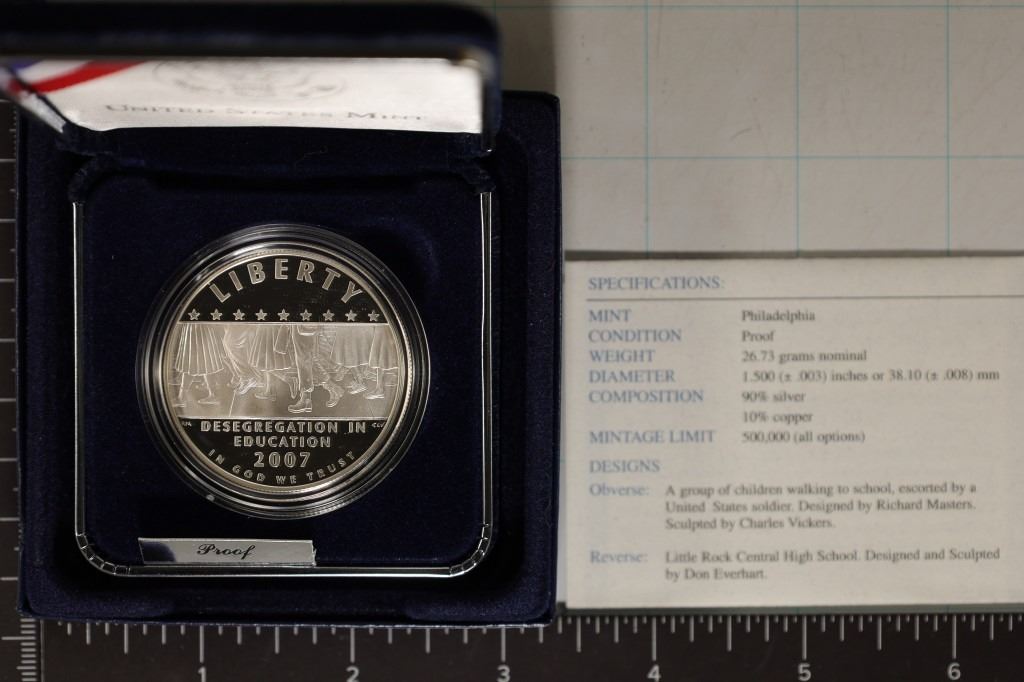 UNITED STATES MINT
LIBERTY
DESEGREGATION IN
EDUCATION
2007
IN GOD WE TRUST
Proof
SPECIFICATIONS:
MINT Philadelphia
CONDITION Proof
WEIGHT 26.73 grams nominal
DIAMETER 1.500 (± .003) inches or 38.10 (± .008) mm
COMPOSITION 90% silver
10% copper
MINTAGE LIMIT 500,000 (all options)
DESIGNS
Obverse: A group of children walking to school, escorted by a
United States soldier. Designed by Richard Masters.
Sculpted by Charles Vickers.
Reverse: Little Rock Central High School. Designed and Sculpted
by Don Everhart.
1 2 3 4 5 6